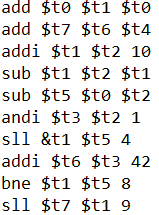 add $t0 $t1 $t0
add $t7 $t6 $t4
addi $t1 $t2 10
sub $t1 $t2 $t1
sub $t5 $t0 $t2
andi $t3 $t2 1
sll &t1 $t5 4
addi $t6 $t3 42
bne $t1 $t5 8
sll $t7 $t1 9